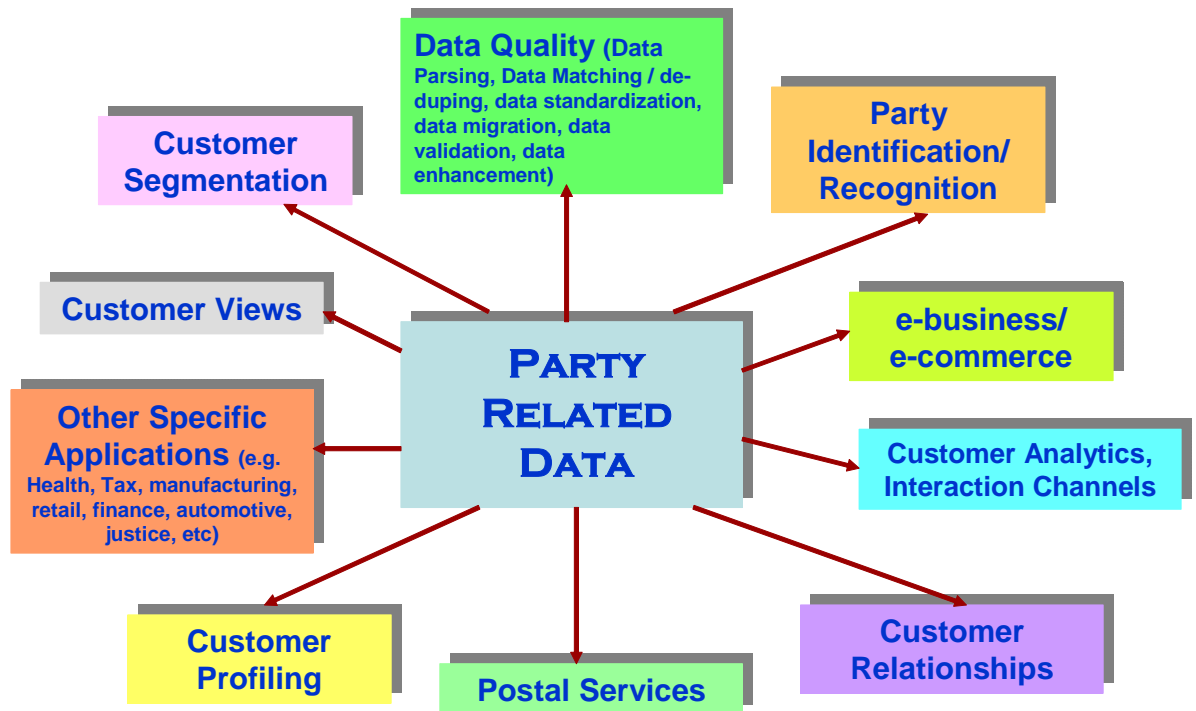 Data Quality (Data
Parsing, Data Matching / de-
duping, data standardization,
data migration, data
validation, data
enhancement)
Party
Identification/
Recognition
Customer
Segmentation
Customer Views
e-business/
e-commerce
PARTY
RELATED
DATA
Other Specific
Applications (e.g.
Health, Tax, manufacturing,
retail, finance, automotive,
justice, etc)
Customer Analytics,
Interaction Channels
Customer
Profiling
Postal Services
Customer
Relationships